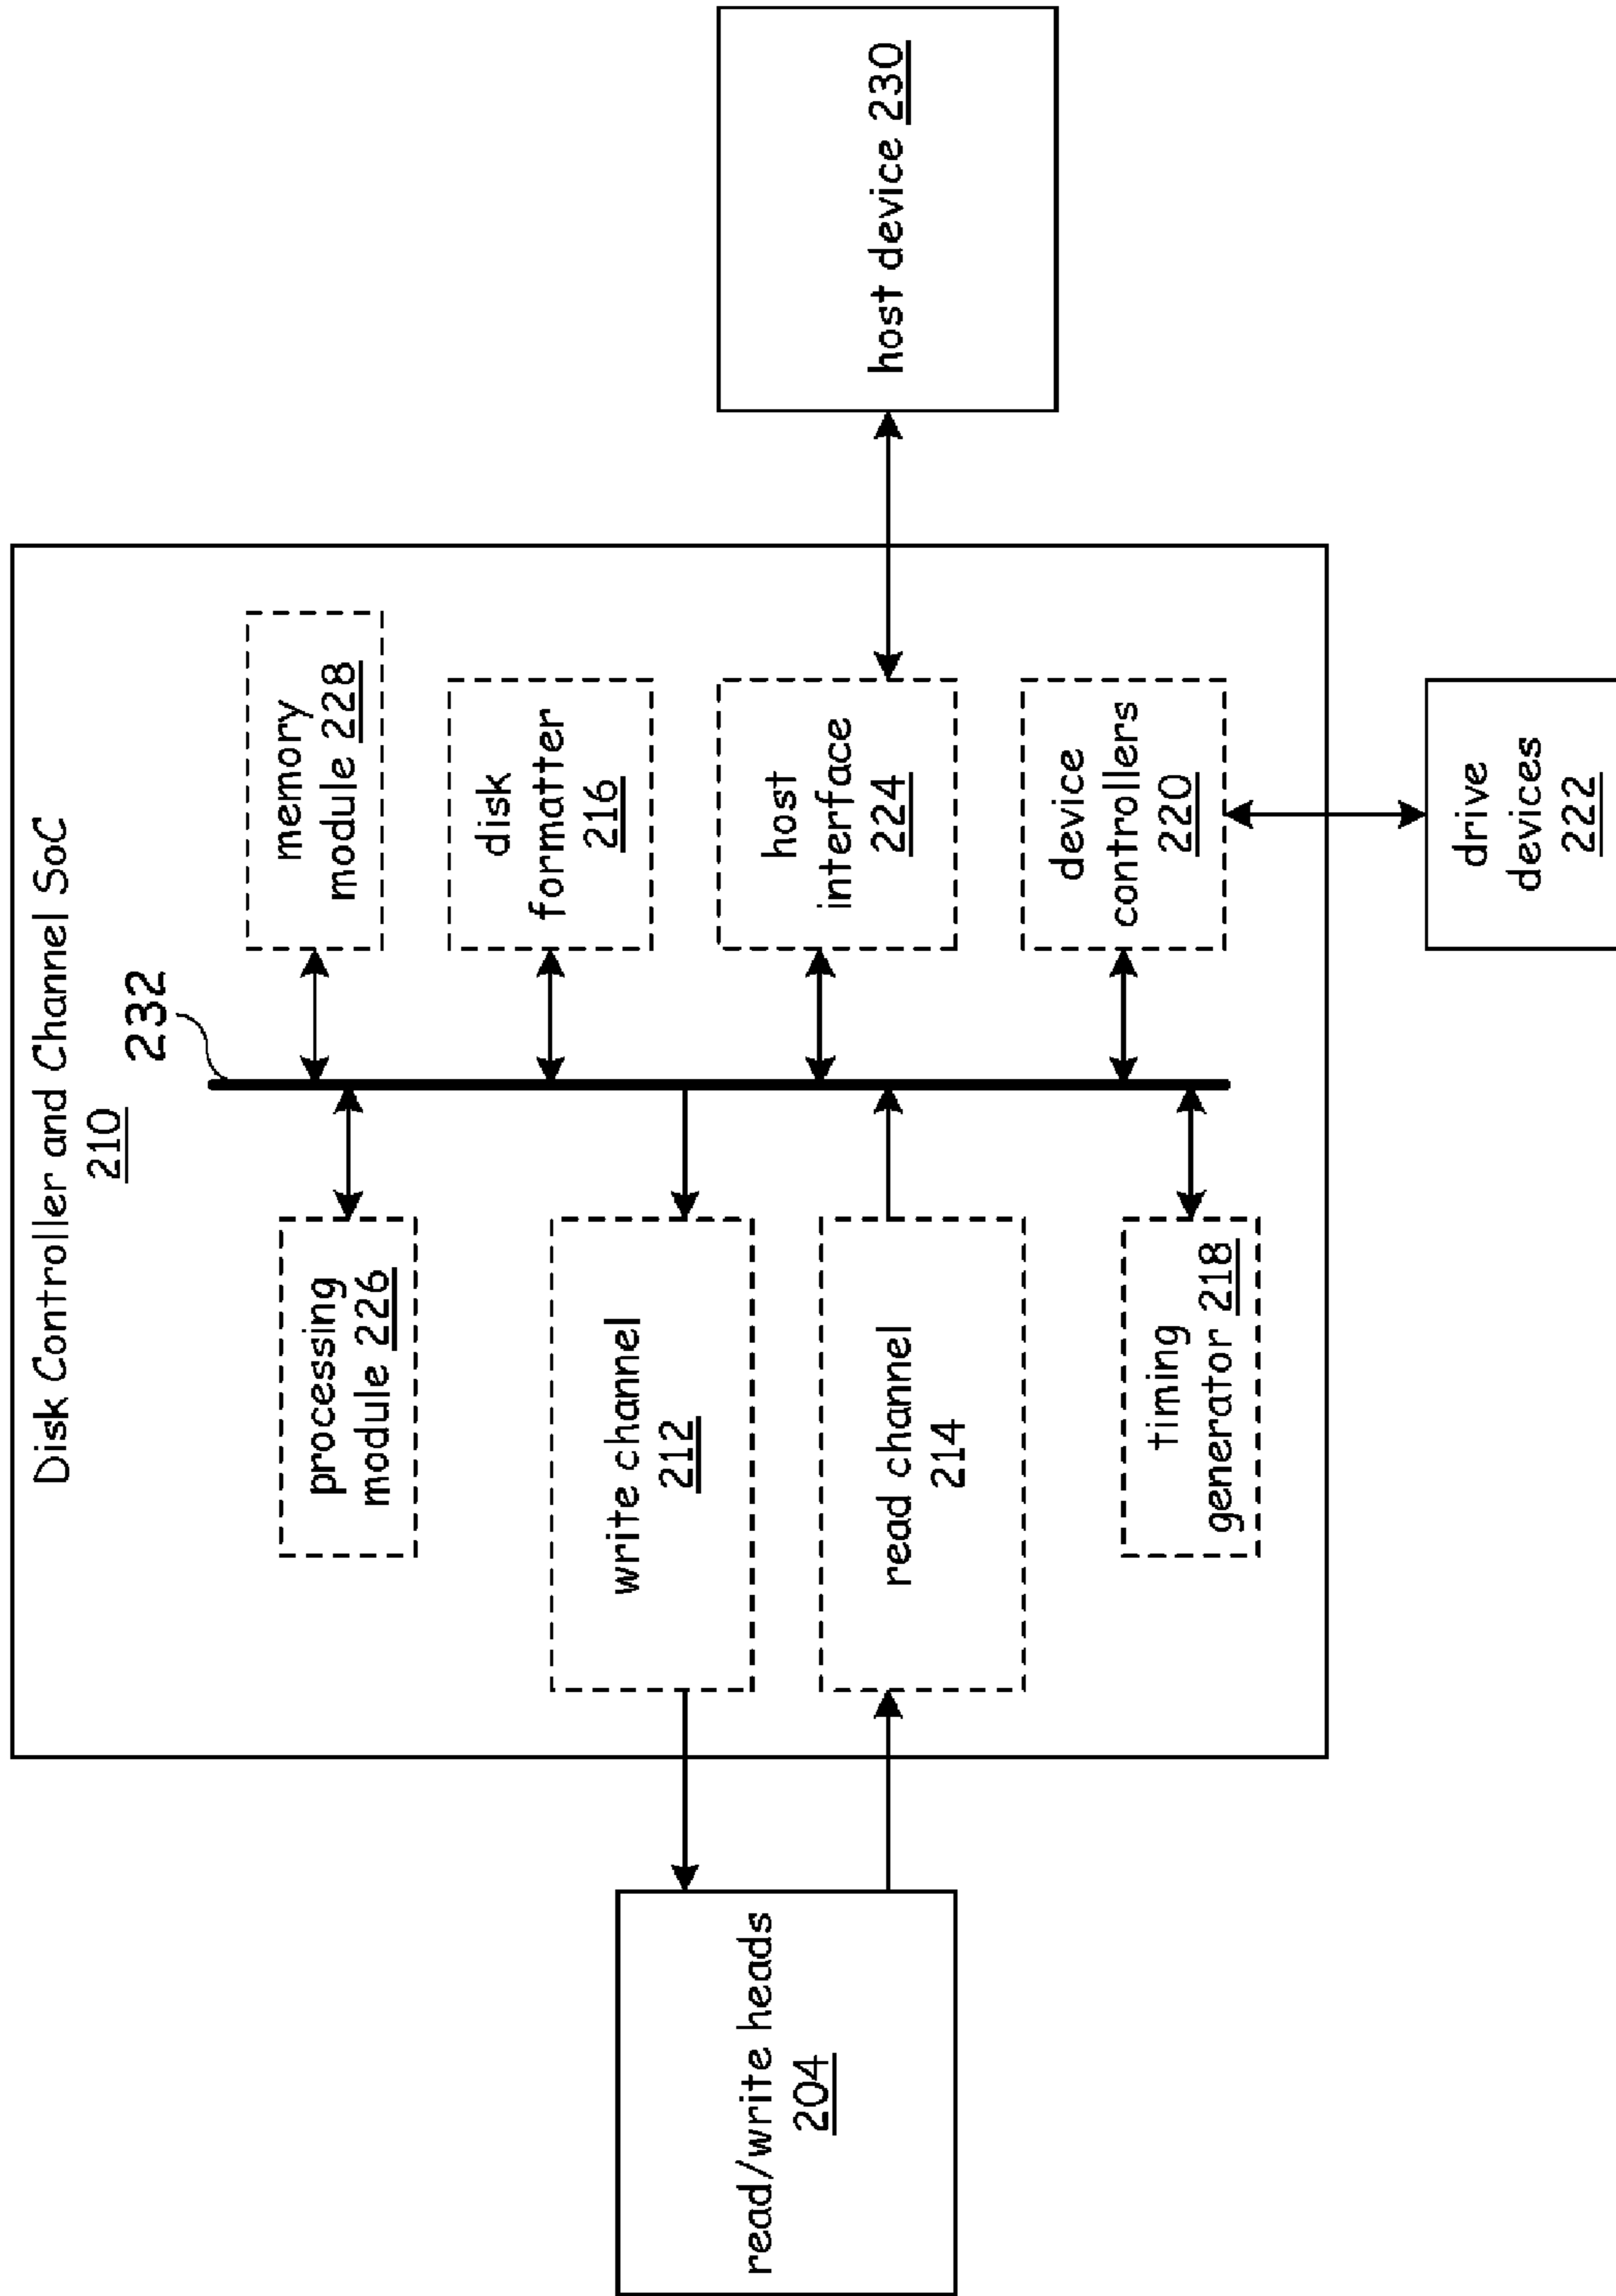 Disk Controller and Channel SoC
210
232
processing
module 226
memory
module 228
write channel
212
disk
formatter
216
read channel
214
host
interface
224
timing
generator 218
device
controllers
220
read/write heads
204
host device 230
drive
devices
222